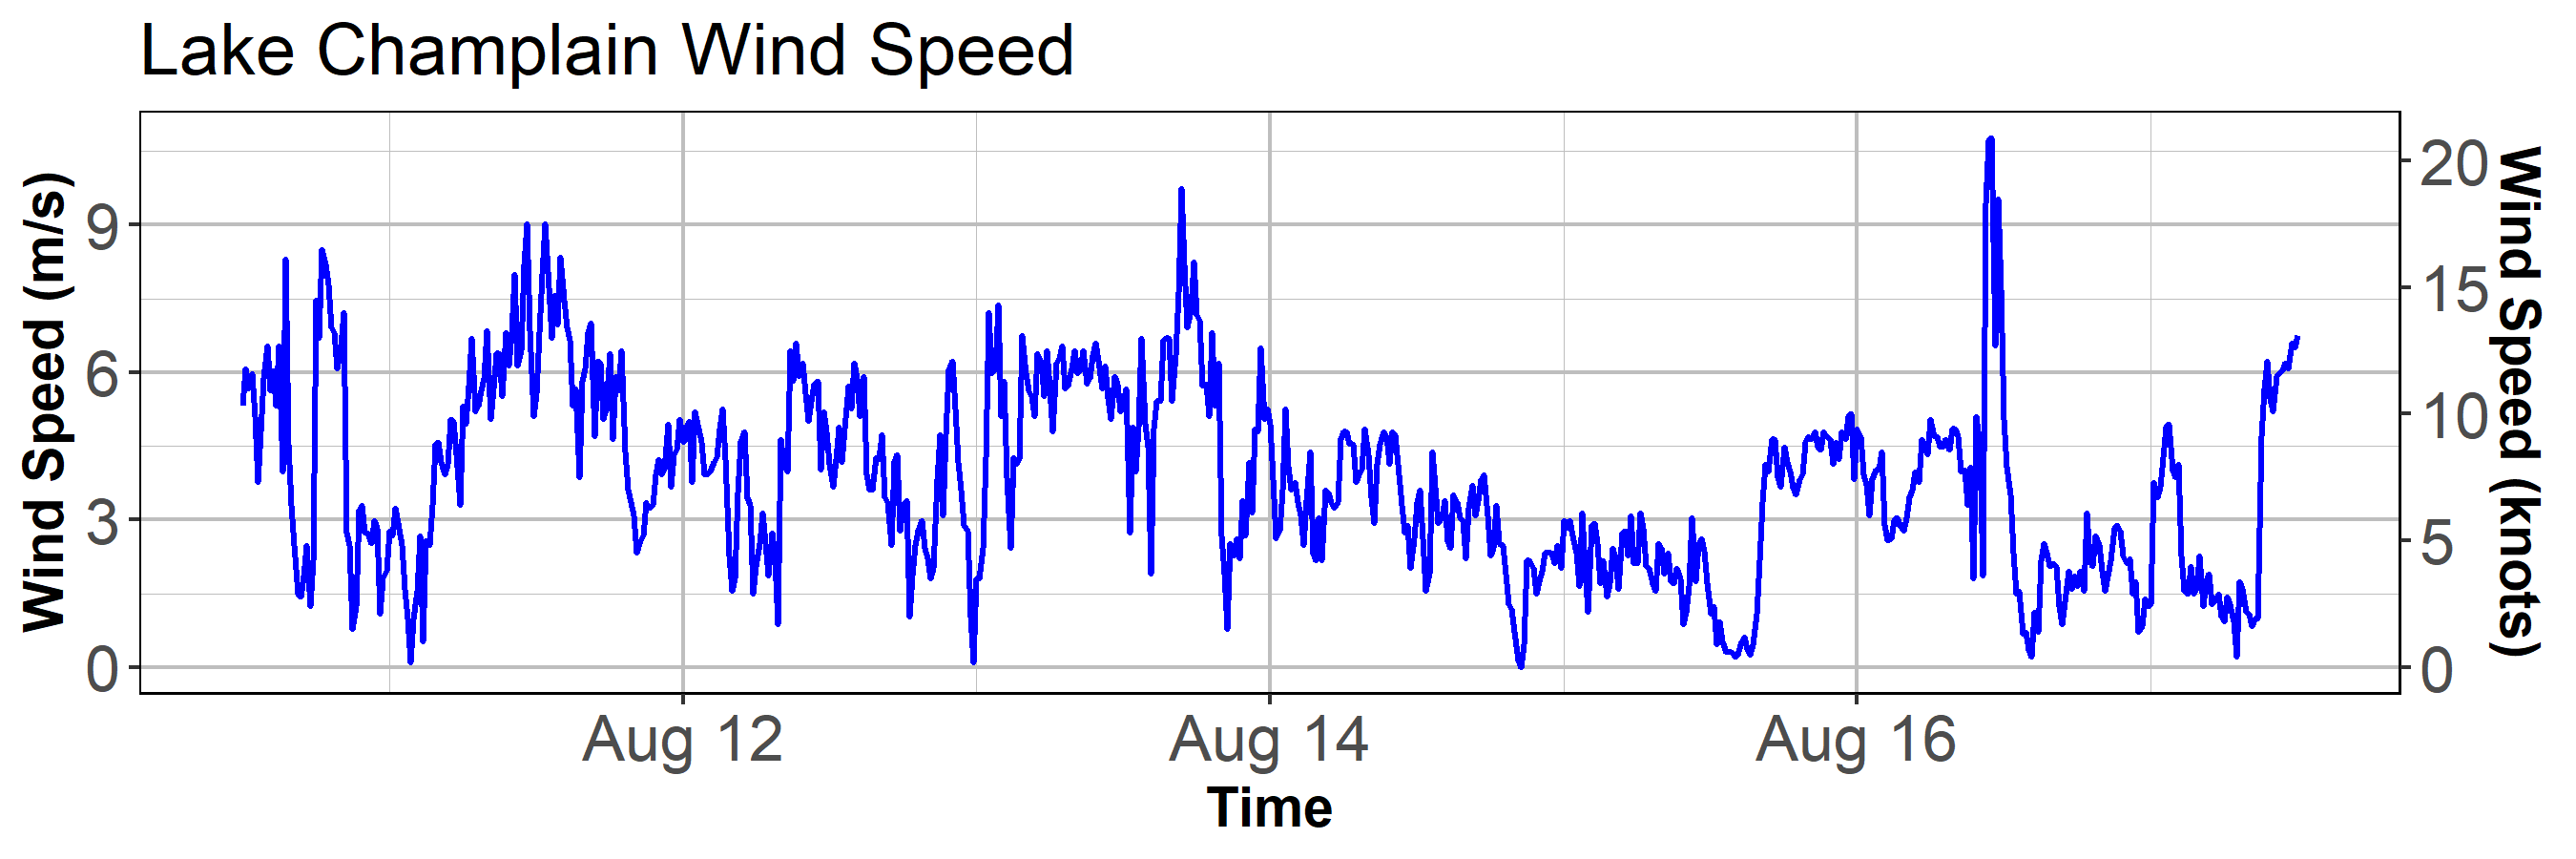 Lake Champlain Wind Speed
Wind Speed (m/s)
9
6
3
0
20
15
10
5
0
Wind Speed (knots)
Aug 12
Aug 14
Aug 16
Time